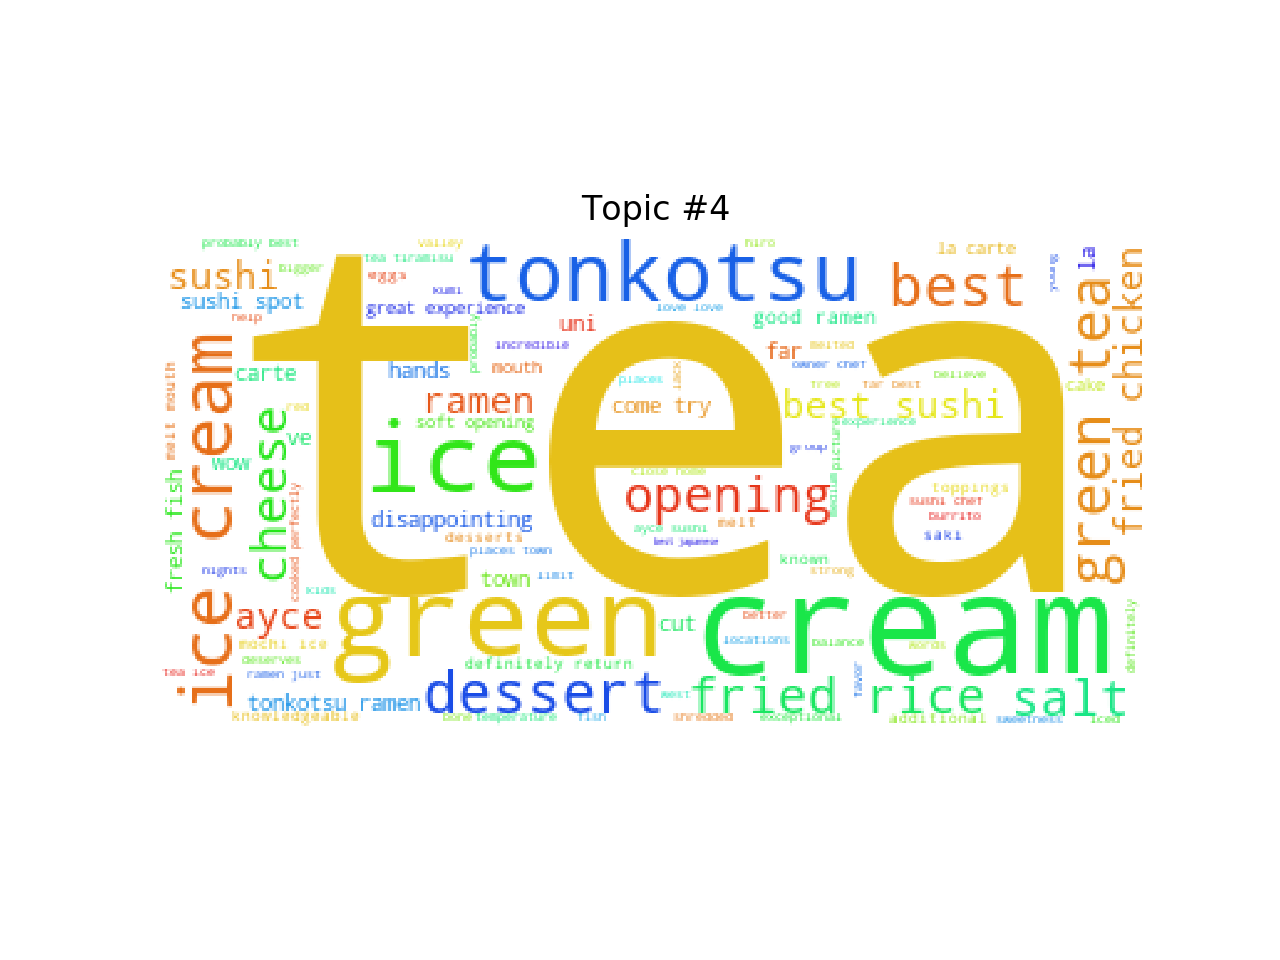 Topic #4
probably best
valley
hiro
la carte
la
tea tiramisu
tonkotsu
sushi
bigger
eggs
best
sushi spot
yumi
great experience
love love
good ramen
help
uni
tea
probably
incredible
far
melted
green tea
fried chicken
ice cream
carte
hands
mouth
places
owner chef
believe
melt mouth
tree
far best
cake
red
ramen
come try
best sushi
soft opening
experience
cheese
ve
ice
group
picture
wow
close home
medium
opening
toppings
sushi chef
burrito
fresh fish
cooked perfectly
disappointing
melt
ayce sushi
saki
desserts
best japanese
places town
known
nights
town
limit
strong
kids
ayce
green
cut
better
cream
definitely
mochi ice
locations
balance
words
deserves
definitely return
tea ice
ramen just
dessert
west
fried rice
salt
favor
tonkotsu ramen
knowledgeable
bone
temperature
fish
shredded
exceptional
additional
sweetness
iced